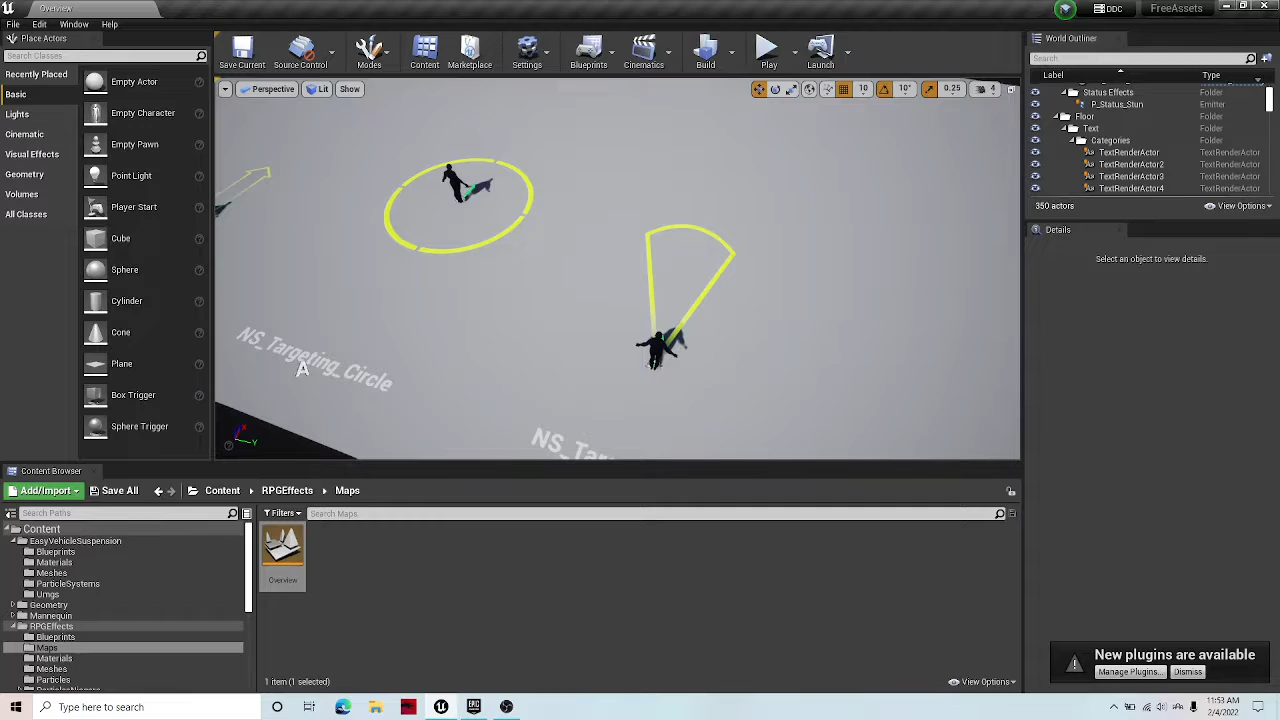 Overview
DDC
FreeAssets
File
Edit
Window
Help
Place Actors
Search Classes
Recently Placed
Basic
Lights
Cinematic
Visual Effects
Geometry
Volumes
All Classes
Empty Actor
Empty Character
Empty Pawn
Point Light
Player Start
Cube
Sphere
Cylinder
Cone
Plane
Box Trigger
Sphere Trigger
Save Current
Source Control
Modes
Content
Marketplace
Settings
Blueprints
Cinematics
Build
Play
Launch
Perspective
Lit
Show
10
10°
0.25
4
NS_Targeting_Circle
X
Y
World Outliner
Search
Label
Type
Status Effects
Folder
P_Status_Stun
Emitter
Floor
Folder
Text
Folder
Categories
Folder
TextRenderActor
TextRenderActor
TextRenderActor2
TextRenderActor
TextRenderActor3
TextRenderActor
TextRenderActor4
TextRenderActor
350 actors
View Options
Details
Select an object to view details.
Content Browser
Add/Import
Save All
Content
RPGEffects
Maps
Search Paths
Filters
Search Maps
Content
EasyVehicleSuspension
Blueprints
Materials
Meshes
ParticleSystems
Umgs
Geometry
Mannequin
RPGEffects
Blueprints
Maps
Materials
Meshes
Particles
Overview
1 item (1 selected)
View Options
New plugins are available
Manage Plugins...
Dismiss
Type here to search
11:53 AM
2/4/2022